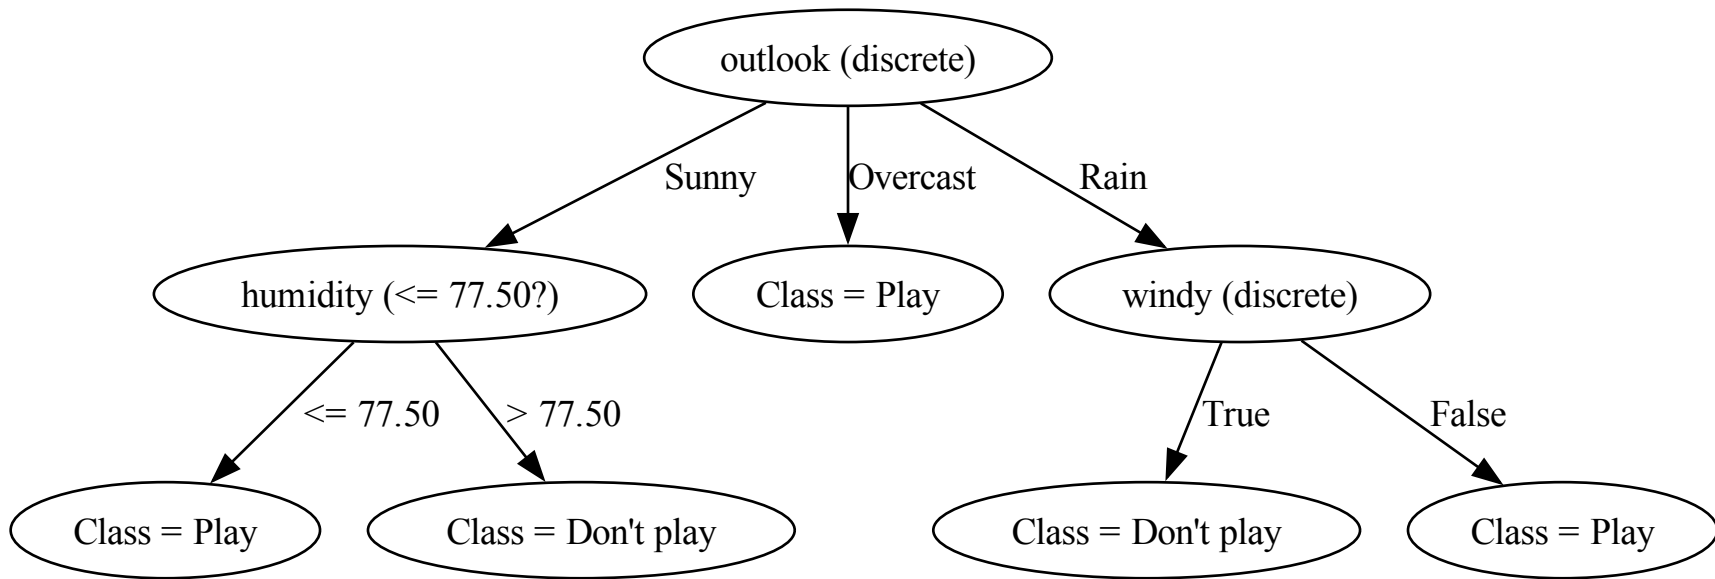 outlook (discrete)
Sunny
Overcast
Rain
humidity (<= 77.50?)
Class = Play
windy (discrete)
<= 77.50
> 77.50
True
False
Class = Play
Class = Don't play
Class = Don't play
Class = Play